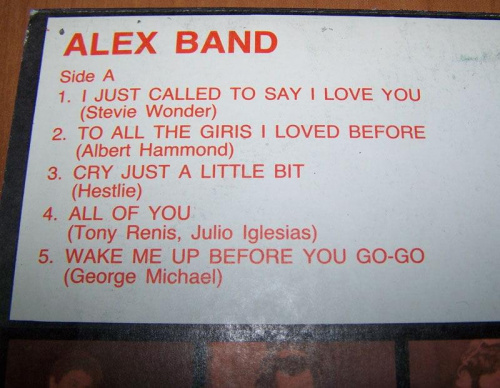 ALEX BAND
Side A
1. I JUST CALLED TO SAY I LOVE YOU
(Stevie Wonder)
2. TO ALL THE GIRIS I LOVED BEFORE
(Albert Hammond)
3. CRY JUST A LITTLE BIT
(Hestlie)
4. ALL OF YOU
(Tony Renis, Julio Iglesias)
5. WAKE ME UP BEFORE YOU GO-GO
(George Michael)